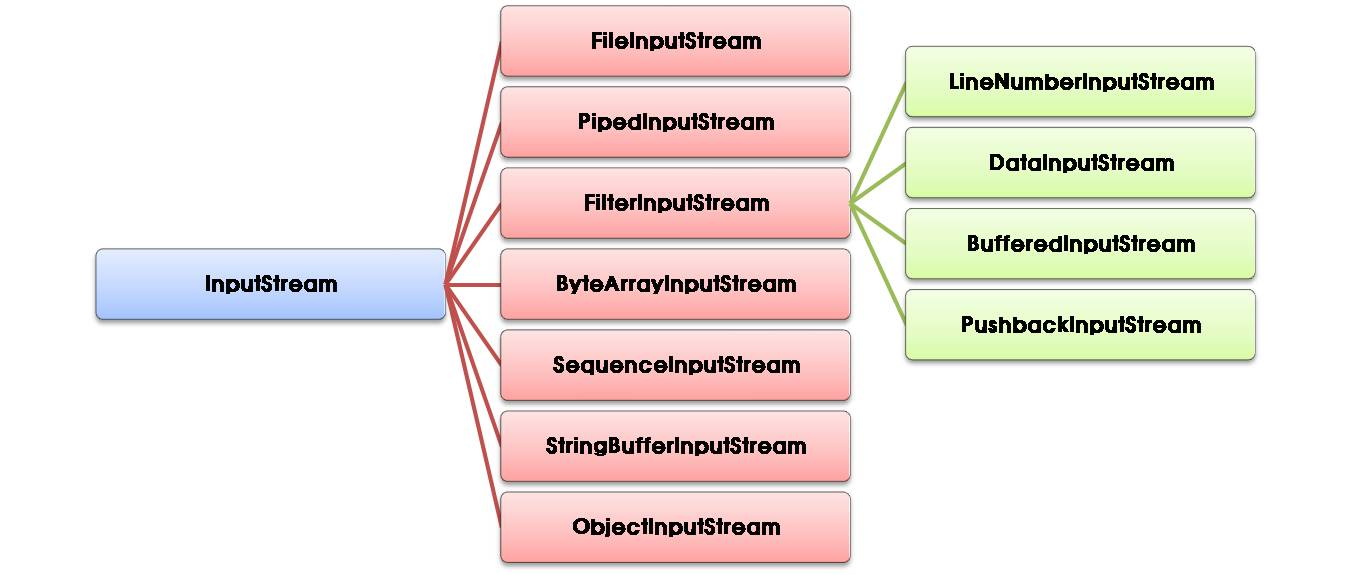 InputStream
FileInputStream
PipedInputStream
FilterInputStream
ByteArrayInputStream
SequenceInputStream
StringBufferInputStream
ObjectInputStream
LineNumberInputStream
DataInputStream
BufferedInputStream
PushbackInputStream